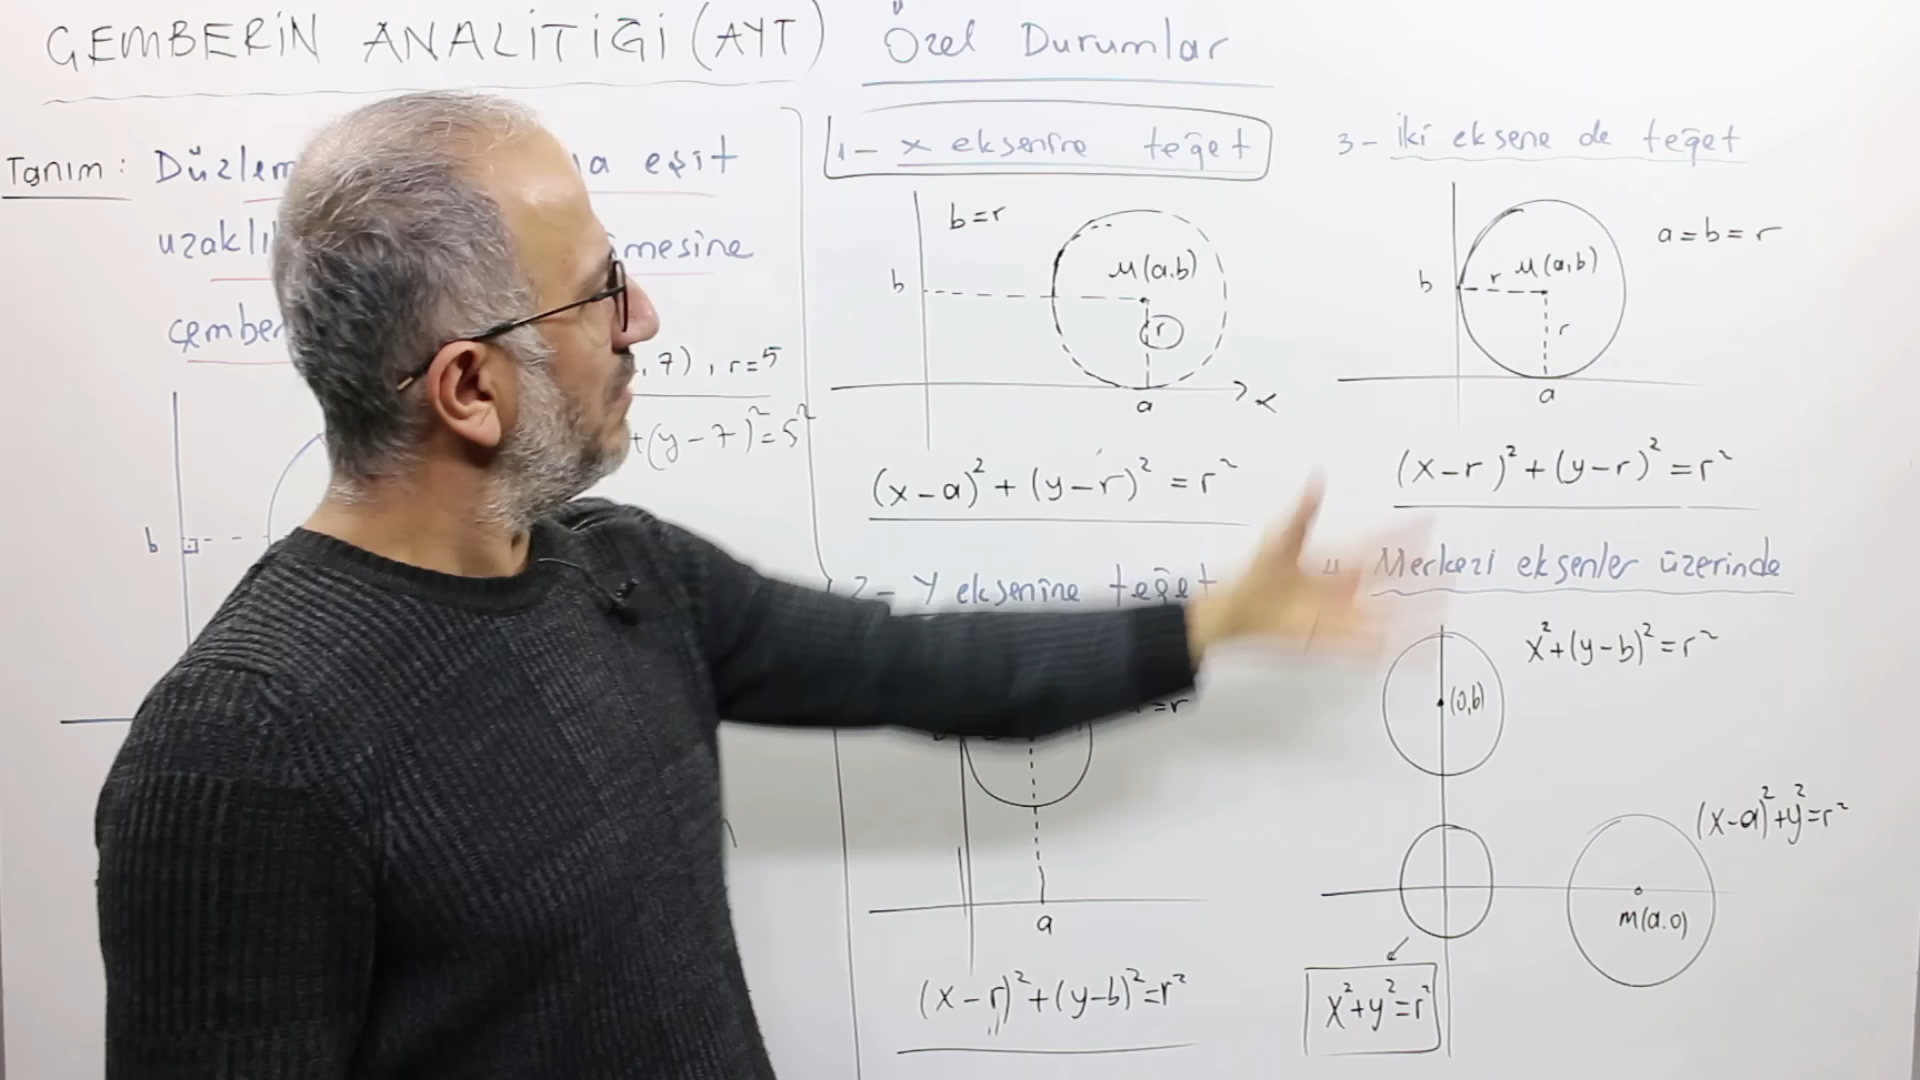 ÇEMBERİN ANALİTİĞİ (AYT)
Özel Durumlar
Tanım : Düzlem a eşit
uzaklı mesine
çember
, 7) , r=5
+(y-7)²=5²
b
1- x eksenine teğet
b=r
M(a,b)
b
r
a
x
(x-a)²+(y-r)²=r²
2- Y eksenine teğet
=r
a
(x-r)²+(y-b)²=r²
3- İki eksene de teğet
a=b=r
M(a,b)
b
r
r
a
(x-r)²+(y-r)²=r²
Merkezi eksenler üzerinde
x²+(y-b)²=r²
(0,b)
(x-a)²+y²=r²
M(a.0)
x²+y²=r²